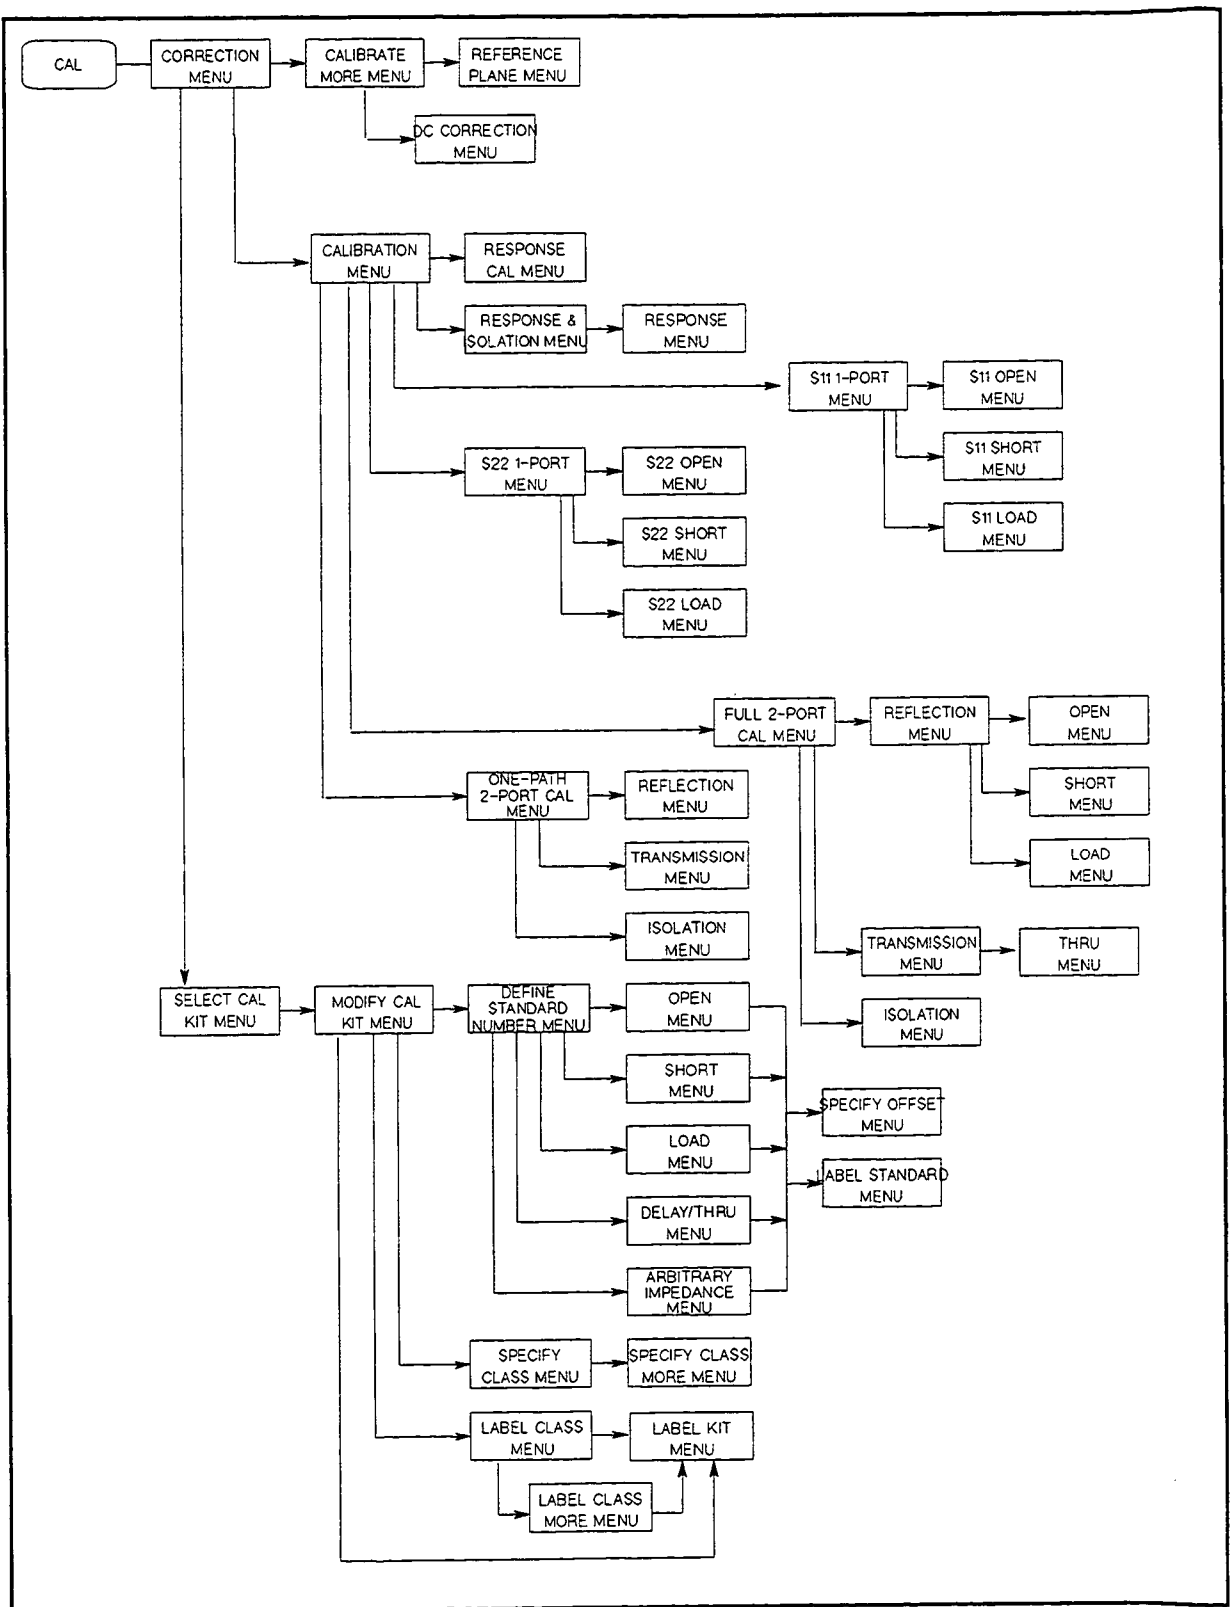 CAL
CORRECTION
MENU
CALIBRATE
MORE MENU
REFERENCE
PLANE MENU
DC CORRECTION
MENU
CALIBRATION
MENU
RESPONSE
CAL MENU
RESPONSE &
ISOLATION MENU
RESPONSE
MENU
S11 1-PORT
MENU
S11 OPEN
MENU
S11 SHORT
MENU
S11 LOAD
MENU
S22 1-PORT
MENU
S22 OPEN
MENU
S22 SHORT
MENU
S22 LOAD
MENU
FULL 2-PORT
CAL MENU
REFLECTION
MENU
OPEN
MENU
SHORT
MENU
LOAD
MENU
ONE-PATH
2-PORT CAL
MENU
REFLECTION
MENU
TRANSMISSION
MENU
ISOLATION
MENU
TRANSMISSION
MENU
THRU
MENU
ISOLATION
MENU
SELECT CAL
KIT MENU
MODIFY CAL
KIT MENU
DEFINE
STANDARD
NUMBER MENU
OPEN
MENU
SHORT
MENU
LOAD
MENU
DELAY/THRU
MENU
ARBITRARY
IMPEDANCE
MENU
SPECIFY OFFSET
MENU
LABEL STANDARD
MENU
SPECIFY
CLASS MENU
SPECIFY CLASS
MORE MENU
LABEL CLASS
MENU
LABEL KIT
MENU
LABEL CLASS
MORE MENU